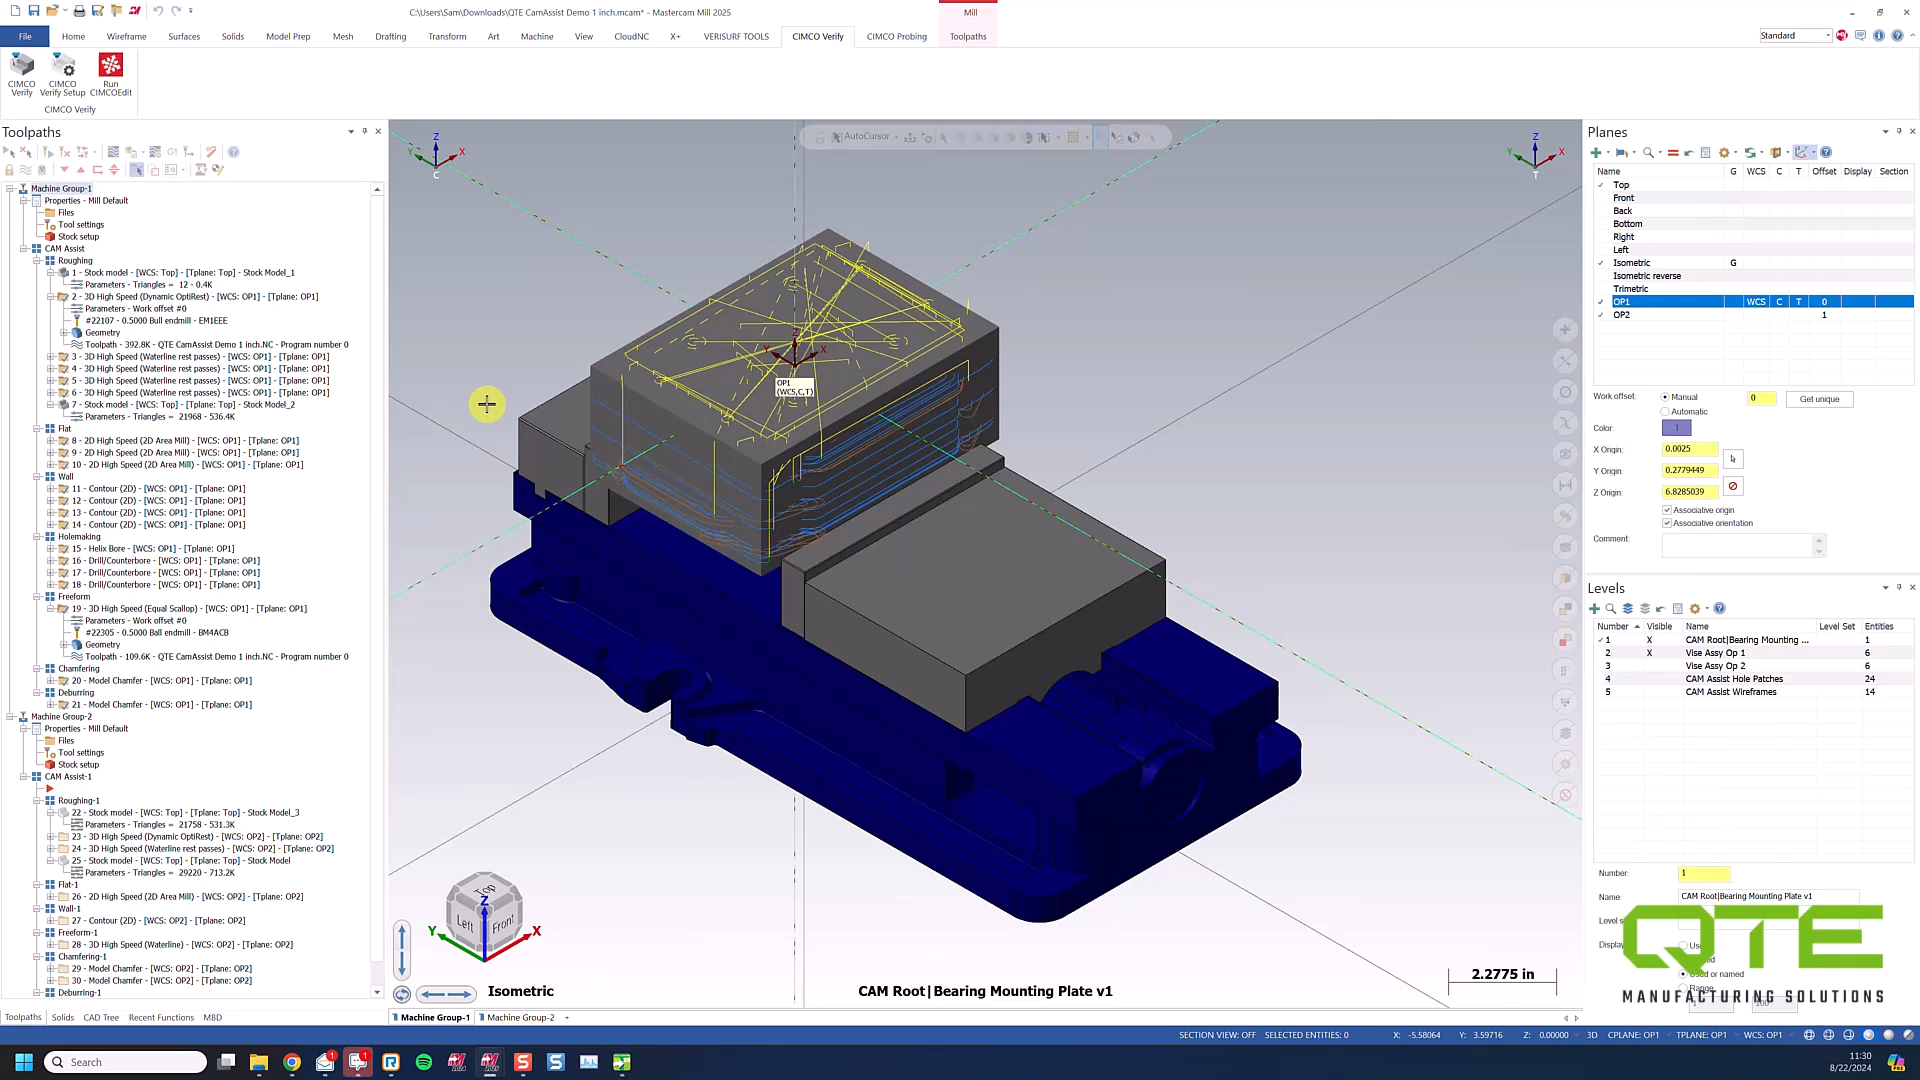 C:\Users\Sam\Downloads\QTE CamAssist Demo 1 inch.mcam* - Mastercam Mill 2025
Mill
File Home Wireframe Surfaces Solids Model Prep Mesh Drafting Transform Art Machine View CloudNC X+ VERISURF TOOLS CIMCO Verify CIMCO Probing Toolpaths
Standard
CIMCO Verify
CIMCO Verify Setup
Run CIMCOEdit
CIMCO Verify
Toolpaths
Machine Group-1
Properties - Mill Default
Files
Tool settings
Stock setup
CAM Assist
Roughing
1 - Stock model - [WCS: Top] - [Tplane: Top] - Stock Model_1
Parameters - Triangles = 12 - 0.4K
2 - 3D High Speed (Dynamic OptiRest) - [WCS: OP1] - [Tplane: OP1]
Parameters - Work offset #0
#22107 - 0.5000 Bull endmill - EM1EEE
Geometry
Toolpath - 392.8K - QTE CamAssist Demo 1 inch.NC - Program number 0
3 - 3D High Speed (Waterline rest passes) - [WCS: OP1] - [Tplane: OP1]
4 - 3D High Speed (Waterline rest passes) - [WCS: OP1] - [Tplane: OP1]
5 - 3D High Speed (Waterline rest passes) - [WCS: OP1] - [Tplane: OP1]
6 - 3D High Speed (Waterline rest passes) - [WCS: OP1] - [Tplane: OP1]
7 - Stock model - [WCS: Top] - [Tplane: Top] - Stock Model_2
Parameters - Triangles = 21968 - 536.4K
Flat
8 - 2D High Speed (2D Area Mill) - [WCS: OP1] - [Tplane: OP1]
9 - 2D High Speed (2D Area Mill) - [WCS: OP1] - [Tplane: OP1]
10 - 2D High Speed (2D Area Mill) - [WCS: OP1] - [Tplane: OP1]
Wall
11 - Contour (2D) - [WCS: OP1] - [Tplane: OP1]
12 - Contour (2D) - [WCS: OP1] - [Tplane: OP1]
13 - Contour (2D) - [WCS: OP1] - [Tplane: OP1]
14 - Contour (2D) - [WCS: OP1] - [Tplane: OP1]
Holemaking
15 - Helix Bore - [WCS: OP1] - [Tplane: OP1]
16 - Drill/Counterbore - [WCS: OP1] - [Tplane: OP1]
17 - Drill/Counterbore - [WCS: OP1] - [Tplane: OP1]
18 - Drill/Counterbore - [WCS: OP1] - [Tplane: OP1]
Freeform
19 - 3D High Speed (Equal Scallop) - [WCS: OP1] - [Tplane: OP1]
Parameters - Work offset #0
#22305 - 0.5000 Ball endmill - BM4ACB
Geometry
Toolpath - 109.6K - QTE CamAssist Demo 1 inch.NC - Program number 0
Chamfering
20 - Model Chamfer - [WCS: OP1] - [Tplane: OP1]
Deburring
21 - Model Chamfer - [WCS: OP1] - [Tplane: OP1]
Machine Group-2
Properties - Mill Default
Files
Tool settings
Stock setup
CAM Assist-1
Roughing-1
22 - Stock model - [WCS: Top] - [Tplane: Top] - Stock Model_3
Parameters - Triangles = 21758 - 531.3K
23 - 3D High Speed (Dynamic OptiRest) - [WCS: OP2] - [Tplane: OP2]
24 - 3D High Speed (Waterline rest passes) - [WCS: OP2] - [Tplane: OP2]
25 - Stock model - [WCS: Top] - [Tplane: Top] - Stock Model
Parameters - Triangles = 29220 - 713.2K
Flat-1
26 - 2D High Speed (2D Area Mill) - [WCS: OP2] - [Tplane: OP2]
Wall-1
27 - Contour (2D) - [WCS: OP2] - [Tplane: OP2]
Freeform-1
28 - 3D High Speed (Waterline) - [WCS: OP2] - [Tplane: OP2]
Chamfering-1
29 - Model Chamfer - [WCS: OP2] - [Tplane: OP2]
30 - Model Chamfer - [WCS: OP2] - [Tplane: OP2]
Deburring-1
Toolpaths Solids CAD Tree Recent Functions MBD
AutoCursor
Z
Y X
C
Z
Y X
T
OP1
(WCS,C,T)
Top
Left Front
Z
Y X
Isometric
CAM Root|Bearing Mounting Plate v1
2.2775 in
Machine Group-1 Machine Group-2 +
Planes
Name G WCS C T Offset Display Section
Top
Front
Back
Bottom
Right
Left
Isometric G
Isometric reverse
Trimetric
OP1 WCS C T 0
OP2 1
Work offset: Manual 0 Get unique
Automatic
Color: 1
X Origin: 0.0025
Y Origin: 0.2779449
Z Origin: 6.8285039
Associative origin
Associative orientation
Comment:
Levels
Number Visible Name Level Set Entities
1 X CAM Root|Bearing Mounting ... 1
2 X Vise Assy Op 1 6
3 Vise Assy Op 2 6
4 CAM Assist Hole Patches 24
5 CAM Assist Wireframes 14
Number: 1
Name: CAM Root|Bearing Mounting Plate v1
QTE
MANUFACTURING SOLUTIONS
Used or named
Range
SECTION VIEW: OFF SELECTED ENTITIES: 0 X: -5.58064 Y: 3.59716 Z: 0.00000 3D CPLANE: OP1 TPLANE: OP1 WCS: OP1
Search
11:30
8/22/2024